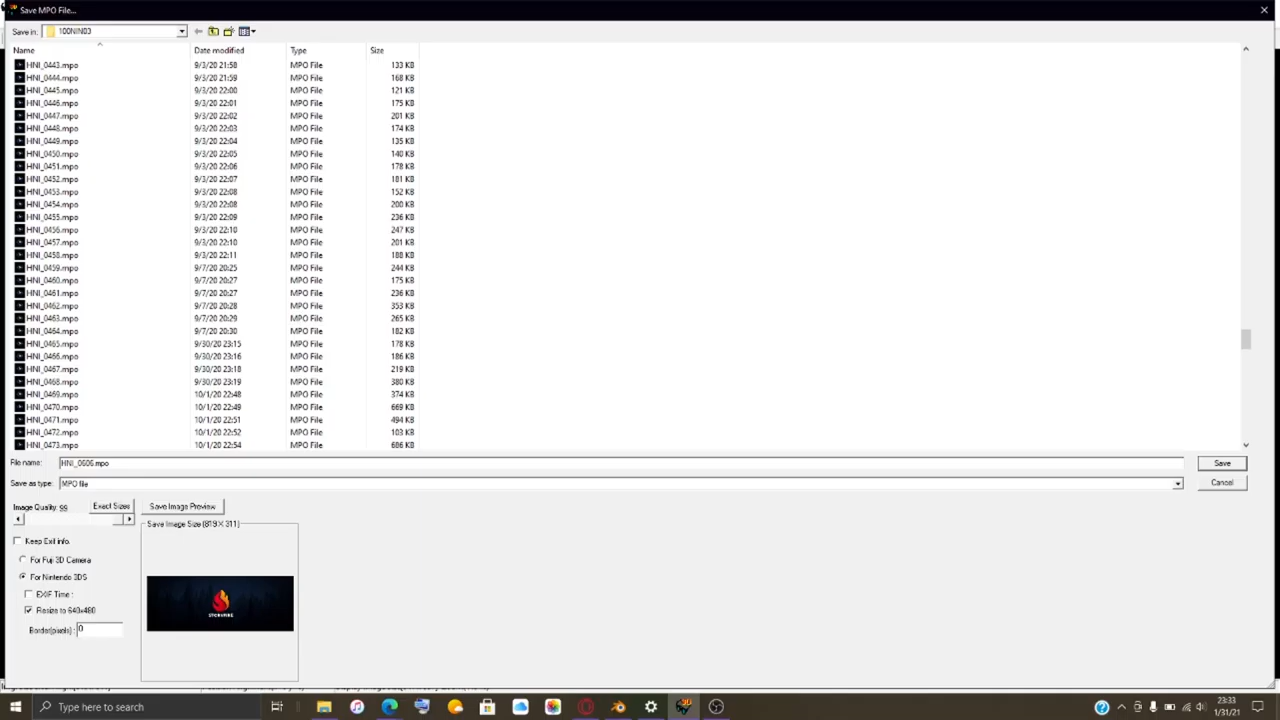 Save MPO File...
Save in: 100NIN03
Name Date modified Type Size
HNI_0443.mpo 9/3/20 21:58 MPO File 133 KB
HNI_0444.mpo 9/3/20 21:59 MPO File 168 KB
HNI_0445.mpo 9/3/20 22:00 MPO File 121 KB
HNI_0446.mpo 9/3/20 22:01 MPO File 175 KB
HNI_0447.mpo 9/3/20 22:02 MPO File 201 KB
HNI_0448.mpo 9/3/20 22:03 MPO File 174 KB
HNI_0449.mpo 9/3/20 22:04 MPO File 135 KB
HNI_0450.mpo 9/3/20 22:05 MPO File 140 KB
HNI_0451.mpo 9/3/20 22:06 MPO File 178 KB
HNI_0452.mpo 9/3/20 22:07 MPO File 181 KB
HNI_0453.mpo 9/3/20 22:08 MPO File 152 KB
HNI_0454.mpo 9/3/20 22:08 MPO File 200 KB
HNI_0455.mpo 9/3/20 22:09 MPO File 236 KB
HNI_0456.mpo 9/3/20 22:10 MPO File 247 KB
HNI_0457.mpo 9/3/20 22:10 MPO File 201 KB
HNI_0458.mpo 9/3/20 22:11 MPO File 188 KB
HNI_0459.mpo 9/7/20 20:25 MPO File 244 KB
HNI_0460.mpo 9/7/20 20:27 MPO File 175 KB
HNI_0461.mpo 9/7/20 20:27 MPO File 236 KB
HNI_0462.mpo 9/7/20 20:28 MPO File 353 KB
HNI_0463.mpo 9/7/20 20:29 MPO File 265 KB
HNI_0464.mpo 9/7/20 20:30 MPO File 182 KB
HNI_0465.mpo 9/30/20 23:15 MPO File 178 KB
HNI_0466.mpo 9/30/20 23:16 MPO File 186 KB
HNI_0467.mpo 9/30/20 23:18 MPO File 219 KB
HNI_0468.mpo 9/30/20 23:19 MPO File 380 KB
HNI_0469.mpo 10/1/20 22:48 MPO File 374 KB
HNI_0470.mpo 10/1/20 22:49 MPO File 669 KB
HNI_0471.mpo 10/1/20 22:51 MPO File 494 KB
HNI_0472.mpo 10/1/20 22:52 MPO File 103 KB
HNI_0473.mpo 10/1/20 22:54 MPO File 686 KB
File name: HNI_0606.mpo Save
Save as type: MPO file Cancel
Image Quality: 99 Exact Sizes Save Image Preview
Save Image Size (819×311)
Keep Exif info.
For Fuji 3D Camera
For Nintendo 3DS
EXIF Time :
Resize to 640x480
Border(pixels) : 0
STORMFIRE
Type here to search
23:33
1/31/21